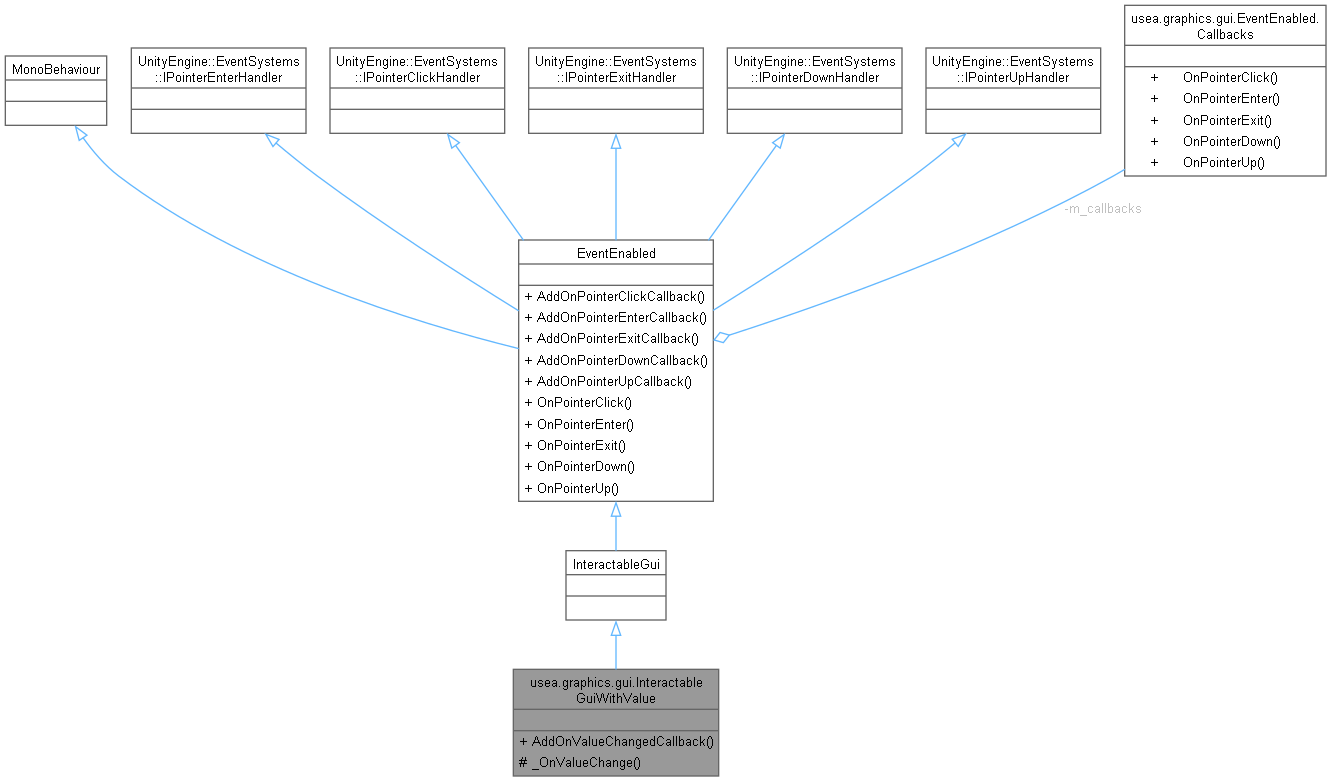 MonoBehaviour
UnityEngine::EventSystems
::IPointerEnterHandler
UnityEngine::EventSystems
::IPointerClickHandler
UnityEngine::EventSystems
::IPointerExitHandler
UnityEngine::EventSystems
::IPointerDownHandler
UnityEngine::EventSystems
::IPointerUpHandler
usea.graphics.gui.EventEnabled.
Callbacks
+ OnPointerClick()
+ OnPointerEnter()
+ OnPointerExit()
+ OnPointerDown()
+ OnPointerUp()
-m_callbacks
EventEnabled
+ AddOnPointerClickCallback()
+ AddOnPointerEnterCallback()
+ AddOnPointerExitCallback()
+ AddOnPointerDownCallback()
+ AddOnPointerUpCallback()
+ OnPointerClick()
+ OnPointerEnter()
+ OnPointerExit()
+ OnPointerDown()
+ OnPointerUp()
InteractableGui
usea.graphics.gui.Interactable
GuiWithValue
+ AddOnValueChangedCallback()
# _OnValueChange()